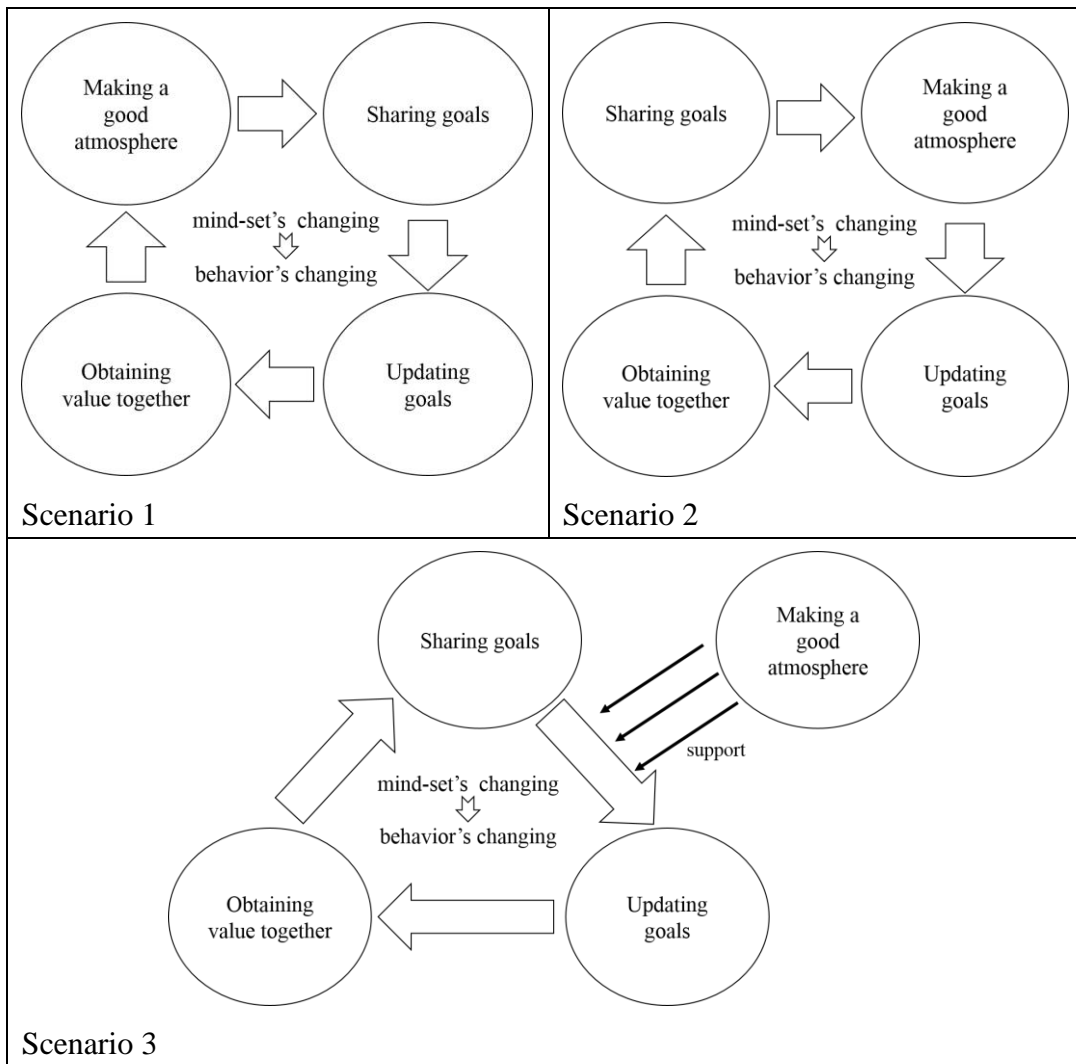 Making a
good
atmosphere
Sharing goals
mind-set's changing
behavior's changing
Obtaining
value together
Updating
goals
Scenario 1
Sharing goals
Making a
good
atmosphere
mind-set's changing
behavior's changing
Obtaining
value together
Updating
goals
Scenario 2
Sharing goals
Making a
good
atmosphere
support
mind-set's changing
behavior's changing
Obtaining
value together
Updating
goals
Scenario 3